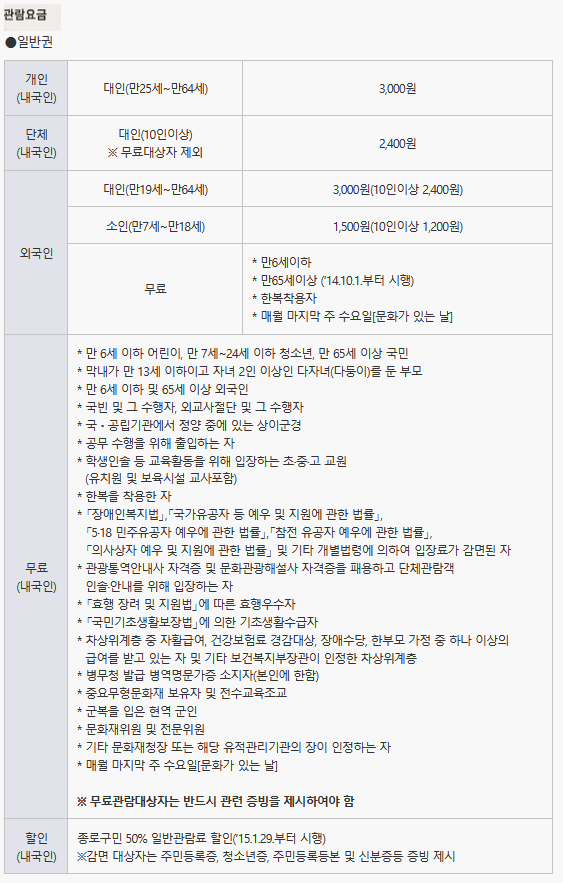 관람요금
●일반권
개인
(내국인)
대인(만25세~만64세)
3,000원
단체
(내국인)
대인(10인이상)
※ 무료대상자 제외
2,400원
외국인
대인(만19세~만64세)
3,000원(10인이상 2,400원)
소인(만7세~만18세)
1,500원(10인이상 1,200원)
무료
* 만6세이하
* 만65세이상 ('14.10.1.부터 시행)
* 한복착용자
* 매월 마지막 주 수요일[문화가 있는 날]
무료
(내국인)
* 만 6세 이하 어린이, 만 7세~24세 이하 청소년, 만 65세 이상 국민
* 막내가 만 13세 이하이고 자녀 2인 이상인 다자녀(다둥이)를 둔 부모
* 만 6세 이하 및 65세 이상 외국인
* 국빈 및 그 수행자, 외교사절단 및 그 수행자
* 국・공립기관에서 정양 중에 있는 상이군경
* 공무 수행을 위해 출입하는 자
* 학생인솔 등 교육활동을 위해 입장하는 초·중·고 교원
(유치원 및 보육시설 교사포함)
* 한복을 착용한 자
* 「장애인복지법」,「국가유공자 등 예우 및 지원에 관한 법률」,
「5·18 민주유공자 예우에 관한 법률」,「참전 유공자 예우에 관한 법률」,
「의사상자 예우 및 지원에 관한 법률」 및 기타 개별법령에 의하여 입장료가 감면된 자
* 관광통역안내사 자격증 및 문화관광해설사 자격증을 패용하고 단체관람객
인솔·안내를 위해 입장하는 자
* 「효행 장려 및 지원법」에 따른 효행우수자
* 「국민기초생활보장법」에 의한 기초생활수급자
* 차상위계층 중 자활급여, 건강보험료 경감대상, 장애수당, 한부모 가정 중 하나 이상의
급여를 받고 있는 자 및 기타 보건복지부장관이 인정한 차상위계층
* 병무청 발급 병역명문가증 소지자(본인에 한함)
* 중요무형문화재 보유자 및 전수교육조교
* 군복을 입은 현역 군인
* 문화재위원 및 전문위원
* 기타 문화재청장 또는 해당 유적관리기관의 장이 인정하는 자
* 매월 마지막 주 수요일[문화가 있는 날]
※ 무료관람대상자는 반드시 관련 증빙을 제시하여야 함
할인
(내국인)
종로구민 50% 일반관람료 할인('15.1.29.부터 시행)
※감면 대상자는 주민등록증, 청소년증, 주민등록등본 및 신분증등 증빙 제시